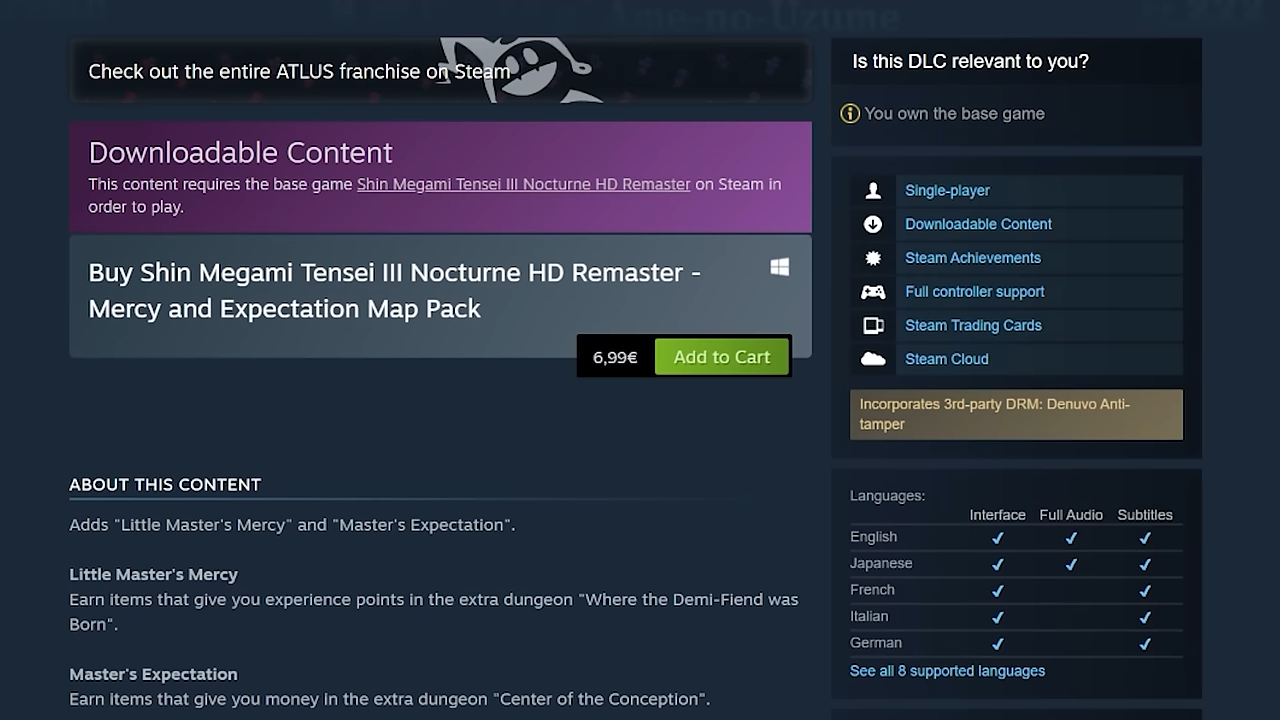 Ame-no-Uzume
Check out the entire ATLUS franchise on Steam
Downloadable Content
This content requires the base game Shin Megami Tensei III Nocturne HD Remaster on Steam in
order to play.
Buy Shin Megami Tensei III Nocturne HD Remaster -
Mercy and Expectation Map Pack
6,99€
Add to Cart
ABOUT THIS CONTENT
Adds "Little Master's Mercy" and "Master's Expectation".
Little Master's Mercy
Earn items that give you experience points in the extra dungeon "Where the Demi-Fiend was
Born".
Master's Expectation
Earn items that give you money in the extra dungeon "Center of the Conception".
Is this DLC relevant to you?
You own the base game
Single-player
Downloadable Content
Steam Achievements
Full controller support
Steam Trading Cards
Steam Cloud
Incorporates 3rd-party DRM: Denuvo Anti-
tamper
Languages:
Interface Full Audio Subtitles
English ✔ ✔ ✔
Japanese ✔ ✔ ✔
French ✔ ✔
Italian ✔ ✔
German ✔ ✔
See all 8 supported languages